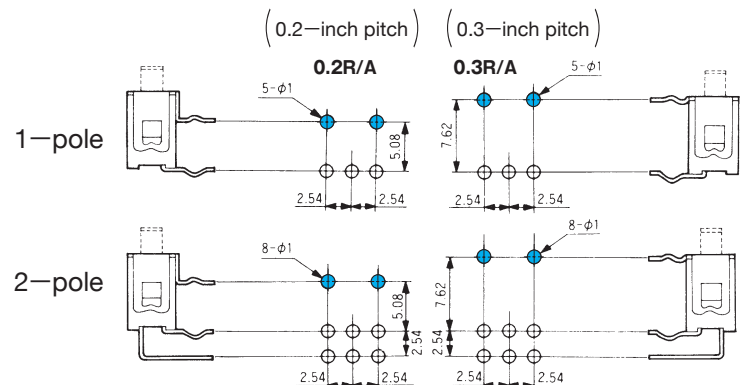 (0.2—inch pitch) (0.3—inch pitch)
0.2R/A 0.3R/A
5-φ1 5-φ1
1—pole
5.08 7.62
2.54 2.54 2.54 2.54
8-φ1 8-φ1
2—pole
5.08 7.62
2.54 2.54
2.54 2.54 2.54 2.54